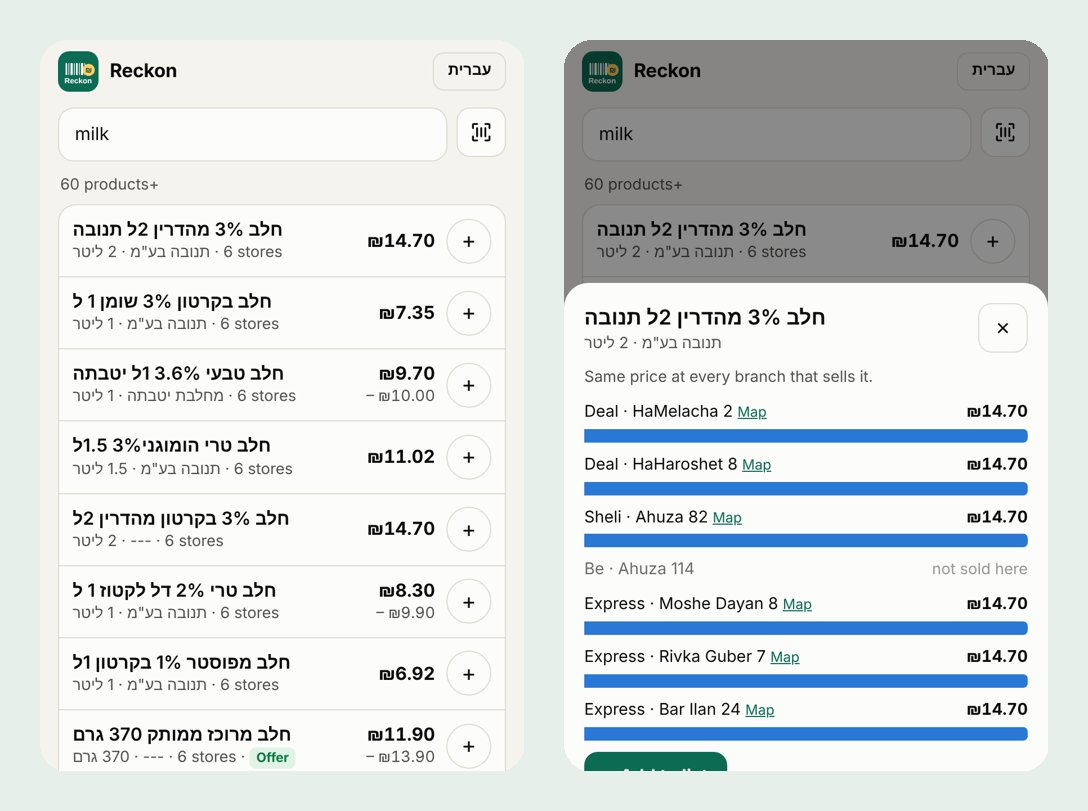 Reckon
Reckon
עברית
milk
60 products+
חלב 3% מהדרין 2ל תנובה
₪14.70
+
2 ליטר · תנובה בע"מ · 6 stores
חלב בקרטון 3% שומן 1 ל
₪7.35
+
1 ליטר · תנובה בע"מ · 6 stores
חלב טבעי 3.6% 1ל יטבתה
₪9.70
+
1 ליטר · מחלבת יטבתה · 6 stores
– ₪10.00
חלב טרי הומוגני3% 1.5ל
₪11.02
+
1.5 ליטר · תנובה בע"מ · 6 stores
חלב 3% בקרטון מהדרין 2ל
₪14.70
+
2 ליטר · --- · 6 stores
חלב טרי 2% דל לקטוז 1 ל
₪8.30
+
1 ליטר · תנובה בע"מ · 6 stores
– ₪9.90
חלב מפוסטר 1% בקרטון 1ל
₪6.92
+
1 ליטר · תנובה בע"מ · 6 stores
חלב מרוכז ממותק 370 גרם
₪11.90
+
370 גרם · --- · 6 stores · Offer
– ₪13.90
Reckon
Reckon
עברית
milk
60 products+
חלב 3% מהדרין 2ל תנובה
₪14.70
+
2 ליטר · תנובה בע"מ · 6 stores
חלב 3% מהדרין 2ל תנובה
×
תנובה בע"מ · 2 ליטר
Same price at every branch that sells it.
Deal · HaMelacha 2 Map
₪14.70
Deal · HaHaroshet 8 Map
₪14.70
Sheli · Ahuza 82 Map
₪14.70
Be · Ahuza 114
not sold here
Express · Moshe Dayan 8 Map
₪14.70
Express · Rivka Guber 7 Map
₪14.70
Express · Bar Ilan 24 Map
₪14.70